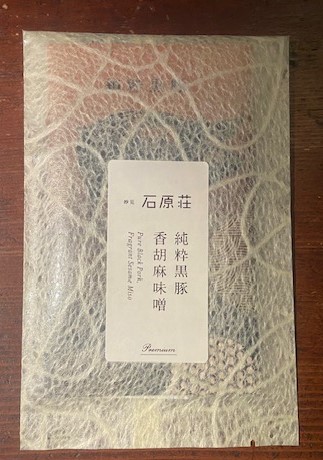 石原荘
純粋黒豚
香胡麻味噌
Pure Black Pork,
Fragrant Sesame Miso
Premium